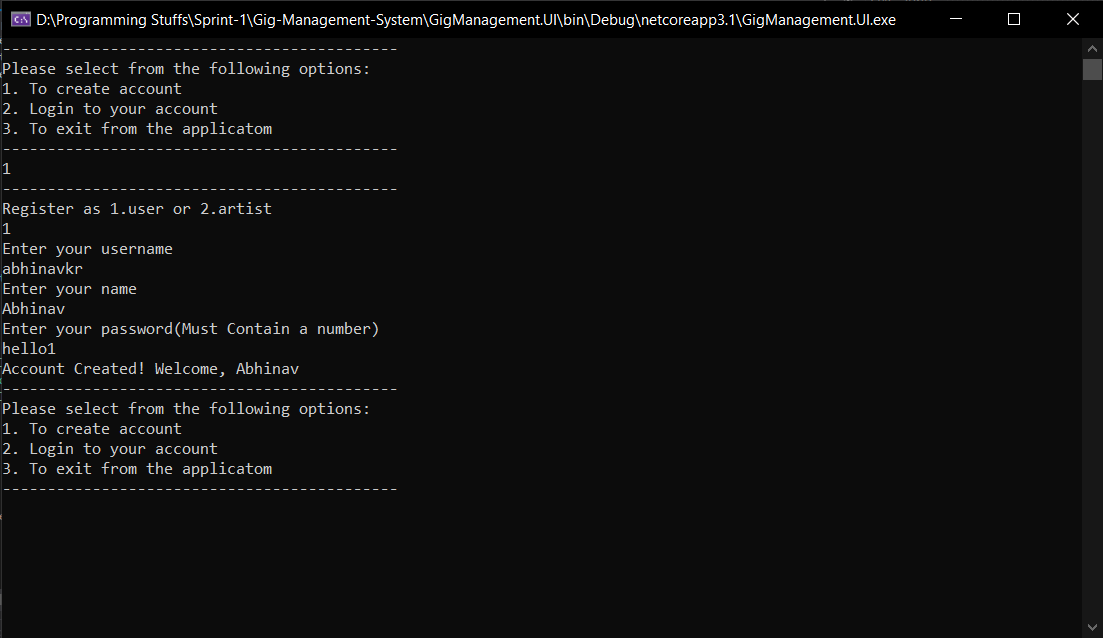 D:\Programming Stuffs\Sprint-1\Gig-Management-System\GigManagement.UI\bin\Debug\netcoreapp3.1\GigManagement.UI.exe
--------------------------------------------
Please select from the following options:
1. To create account
2. Login to your account
3. To exit from the applicatom
--------------------------------------------
1
--------------------------------------------
Register as 1.user or 2.artist
1
Enter your username
abhinavkr
Enter your name
Abhinav
Enter your password(Must Contain a number)
hello1
Account Created! Welcome, Abhinav
--------------------------------------------
Please select from the following options:
1. To create account
2. Login to your account
3. To exit from the applicatom
--------------------------------------------